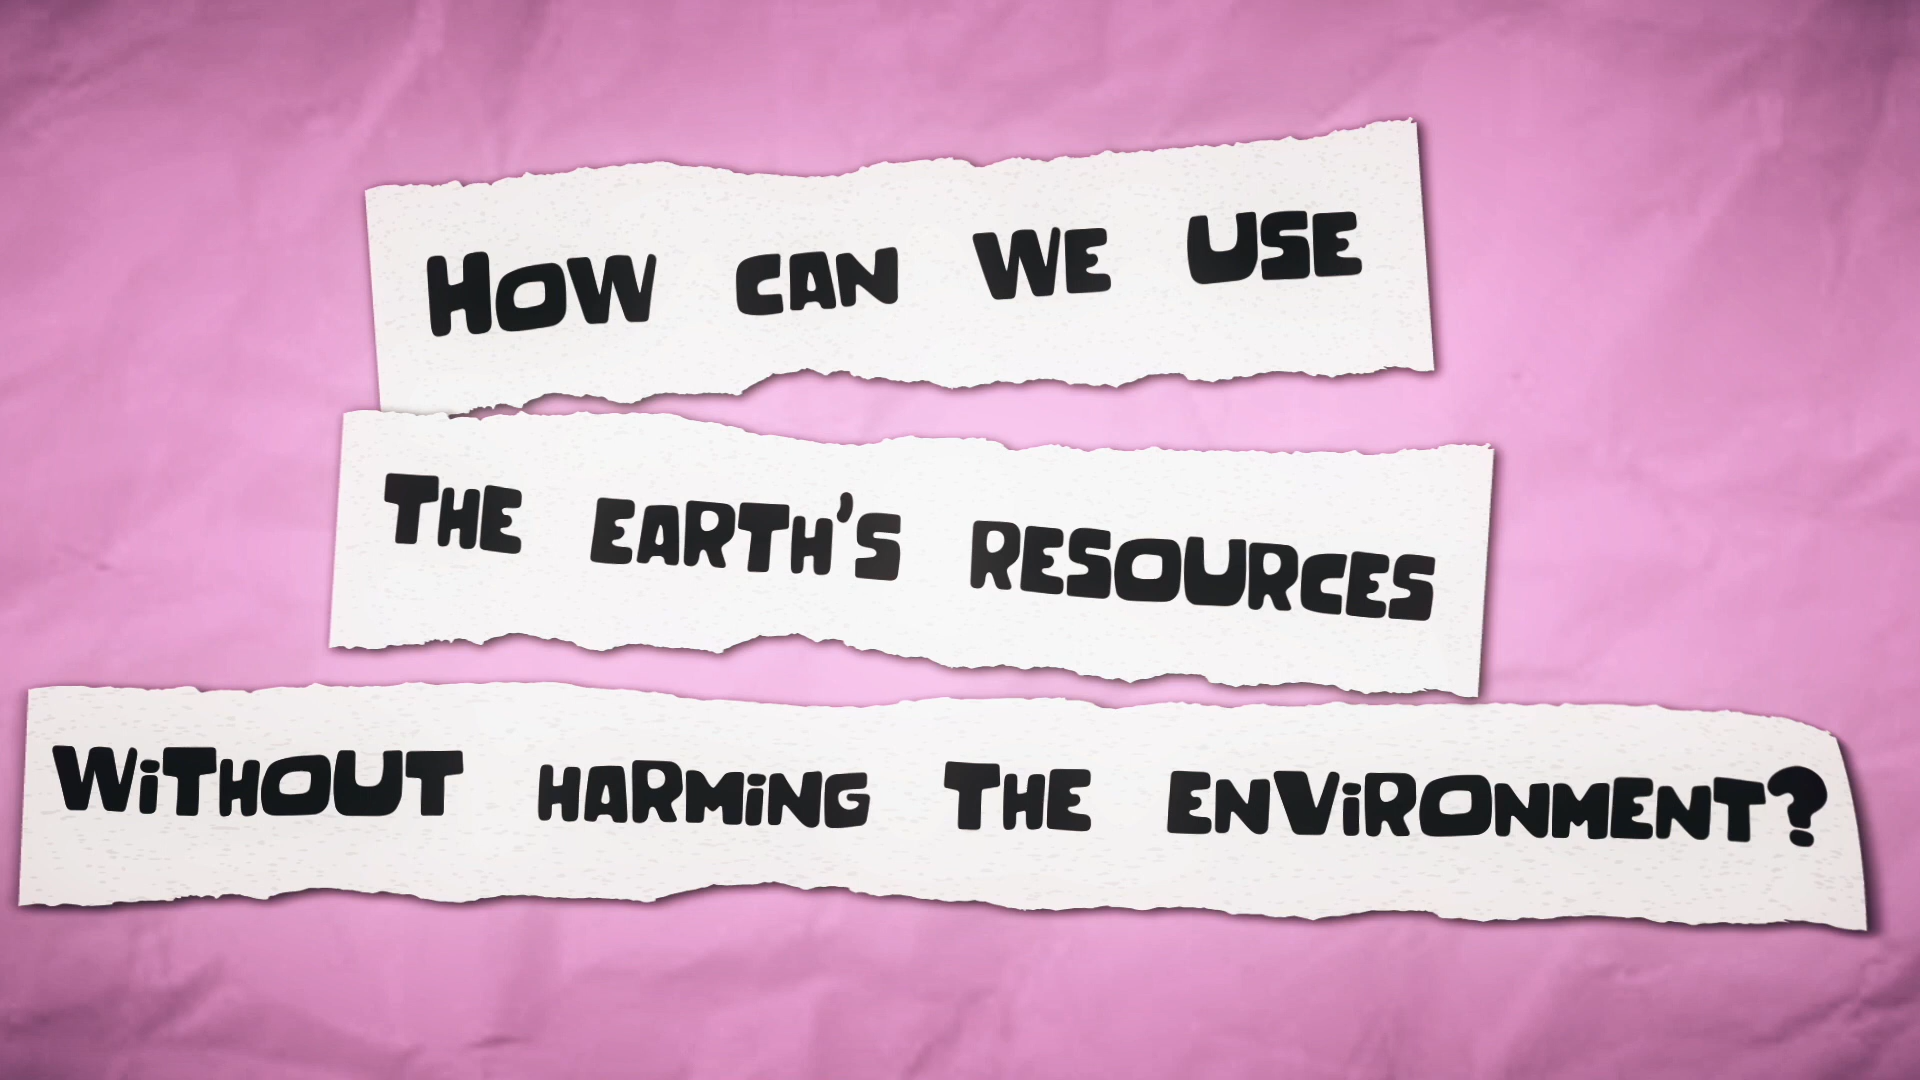 How can we use
The Earth's resources
without harming the environment?